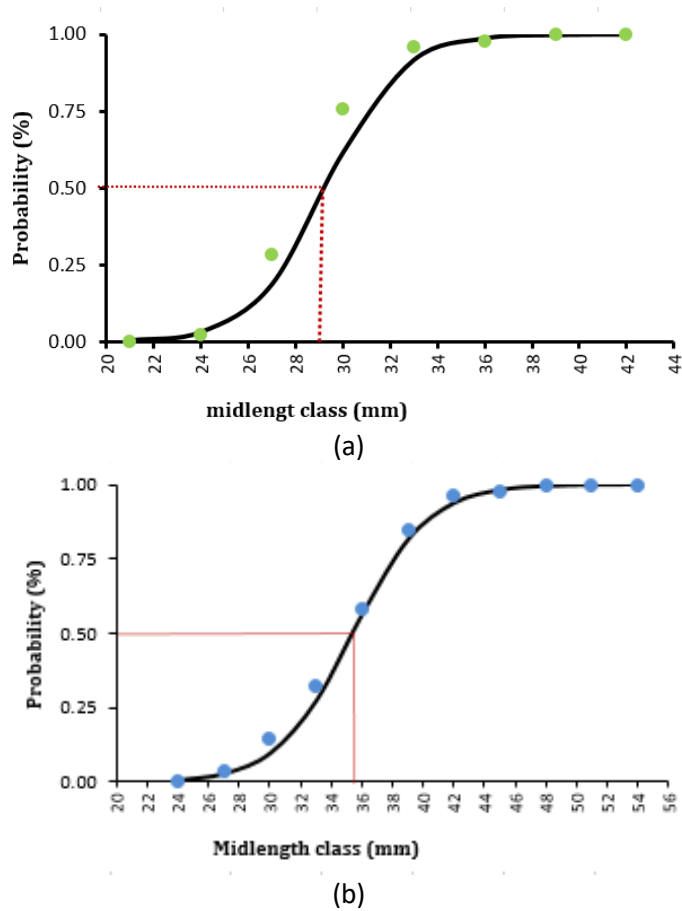 1.00
0.75
0.50
0.25
0.00
Probability (%)
20 22 24 26 28 30 32 34 36 38 40 42 44
midlengt class (mm)
(a)
1.00
0.75
0.50
0.25
0.00
Probability (%)
20 22 24 26 28 30 32 34 36 38 40 42 44 46 48 50 52 54 56
Midlength class (mm)
(b)